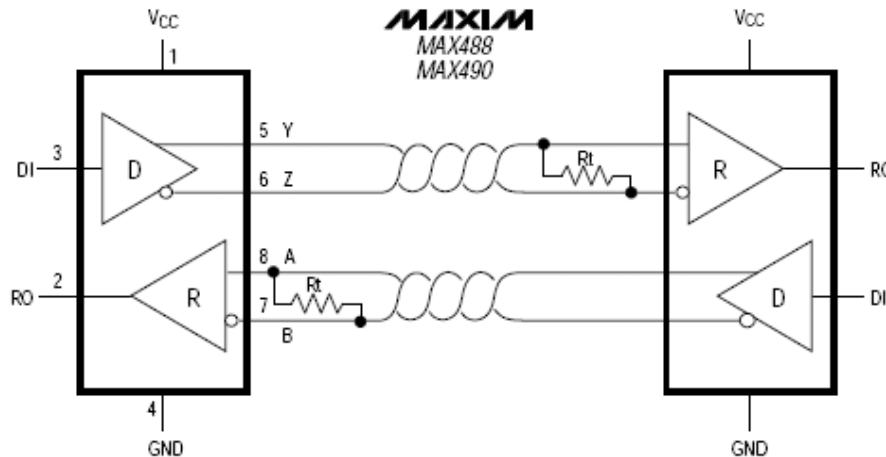 VCC
MAXIM
MAX488
MAX490
VCC
1
5 Y
DI 3
D
Rt
R
RO
6 Z
8 A
RO 2
R
Rt
7
B
D
DI
4
GND
GND